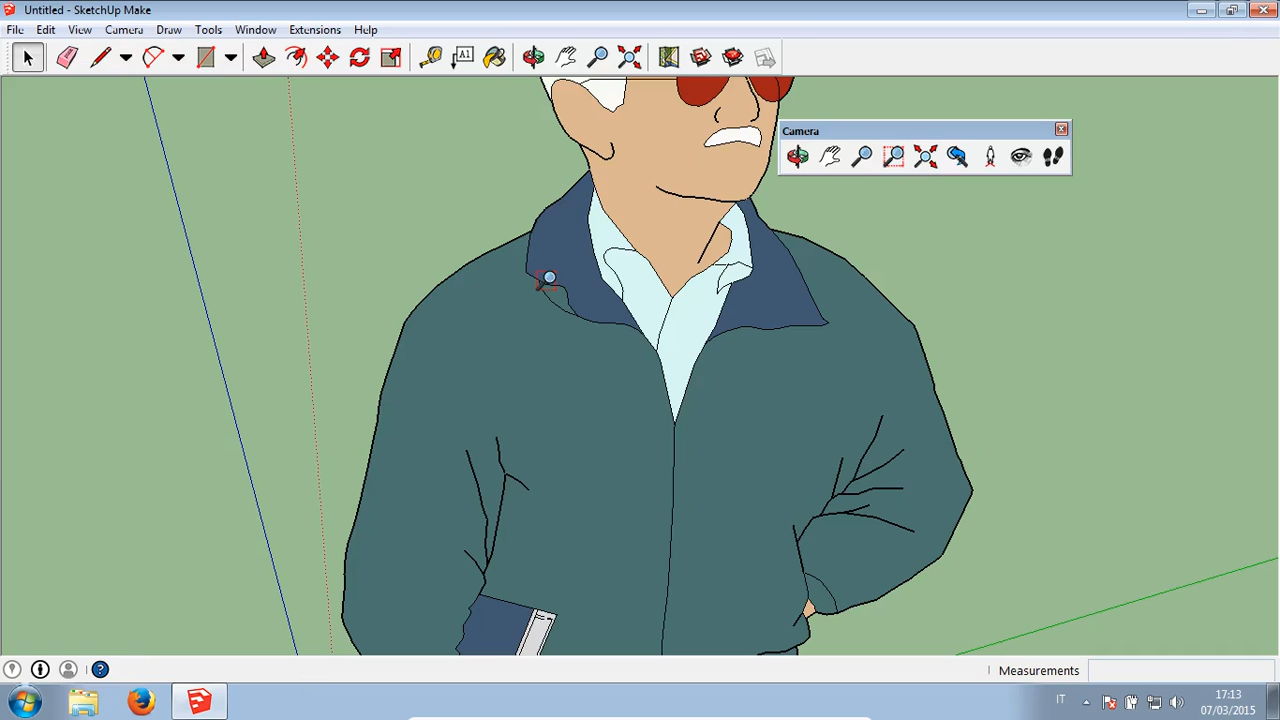 Untitled - SketchUp Make
File Edit View Camera Draw Tools Window Extensions Help
A1
Camera
Measurements
IT
17:13
07/03/2015